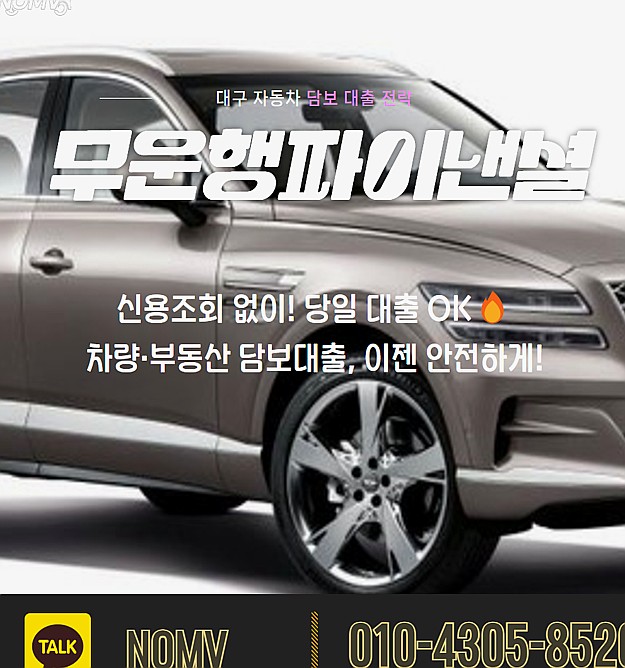 NOMV
대구 자동차 담보 대출 전략
무운행파이낸셜
신용조회 없이! 당일 대출 OK🔥
차량·부동산 담보대출, 이젠 안전하게!
TALK
NOMV
010-4305-8520